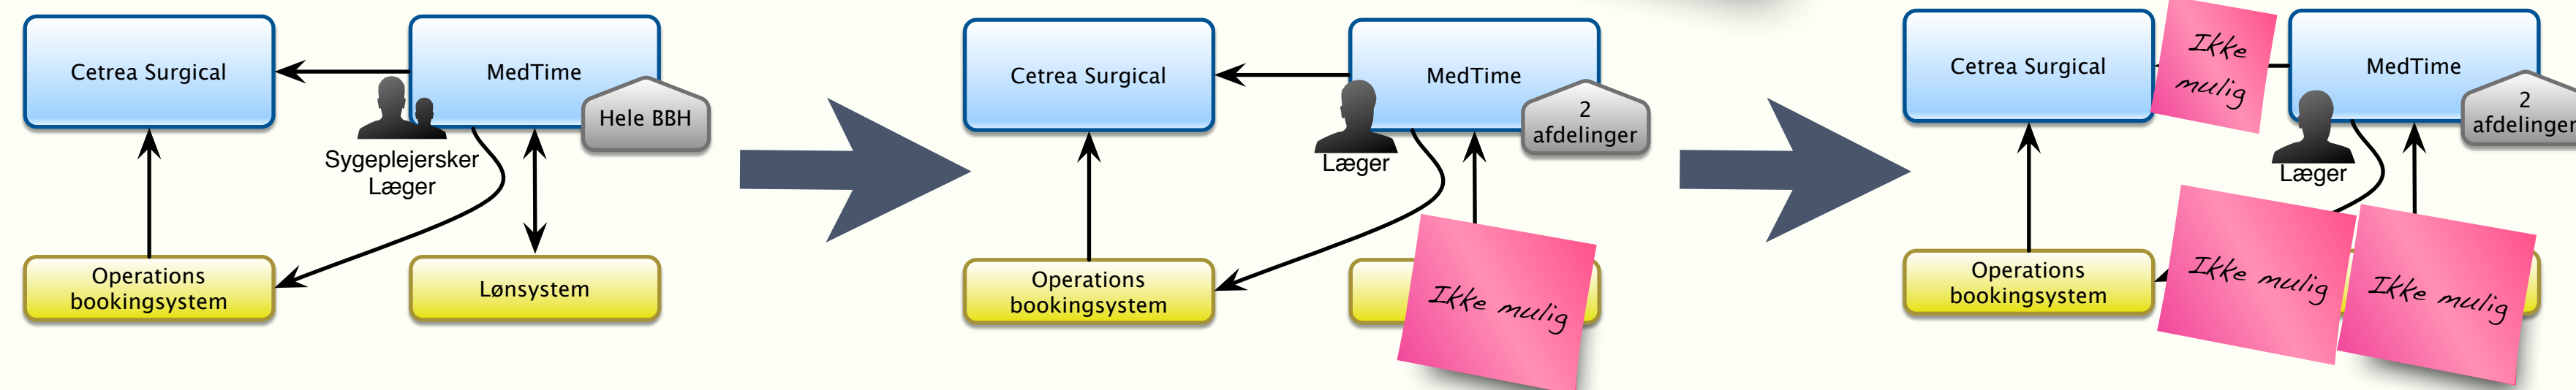 Cetrea Surgical
MedTime
Hele BBH
Sygeplejersker
Læger
Operations
bookingsystem
Lønsystem
Cetrea Surgical
MedTime
2
afdelinger
Læger
Operations
bookingsystem
Ikke mulig
Cetrea Surgical
Ikke
mulig
MedTime
2
afdelinger
Læger
Operations
bookingsystem
Ikke mulig
Ikke mulig